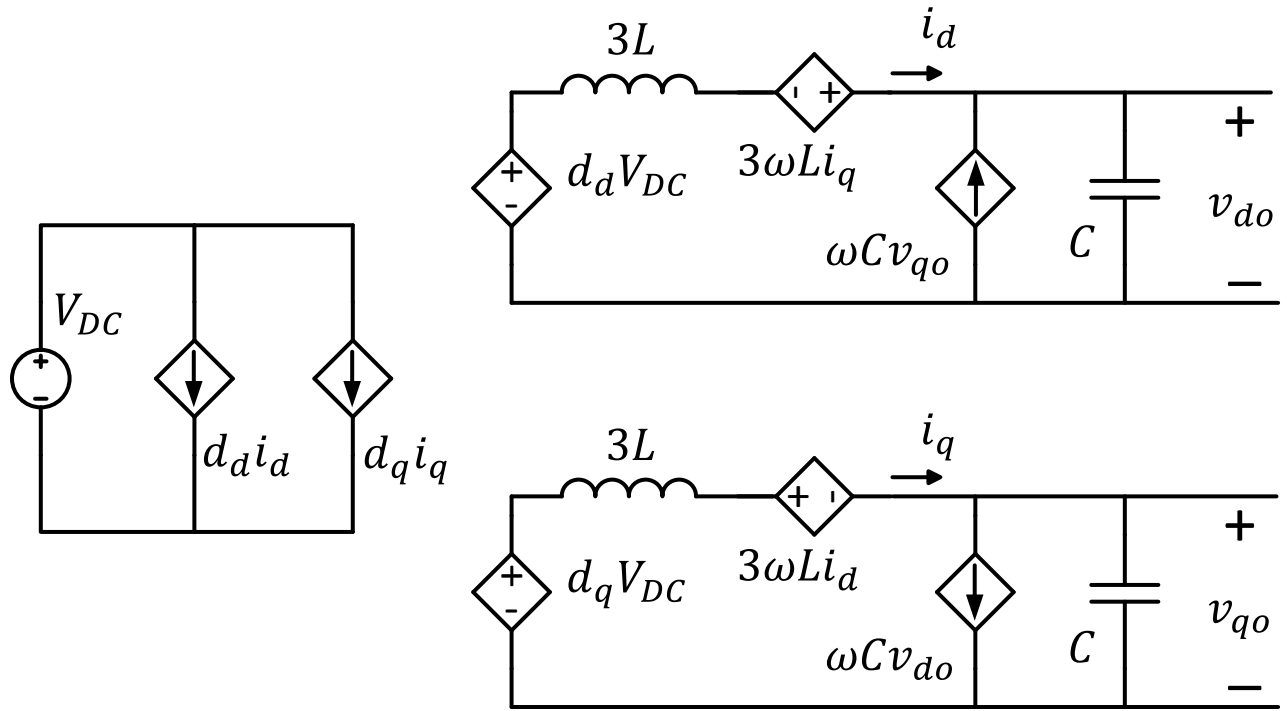 3L
i_d
+
- +
3ωLi_q
+
-
d_d V_DC
ωCv_qo
C
v_do
−
V_DC
+
−
d_d i_d
d_q i_q
3L
i_q
+
+ -
3ωLi_d
+
-
d_q V_DC
ωCv_do
C
v_qo
−